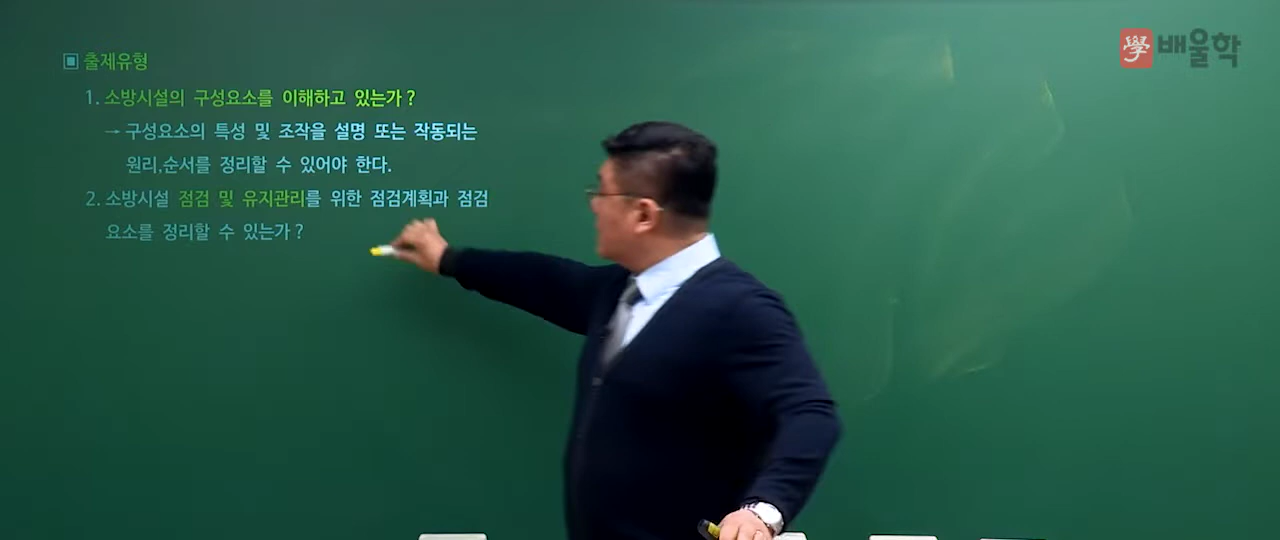 ▣ 출제유형
1. 소방시설의 구성요소를 이해하고 있는가?
→ 구성요소의 특성 및 조작을 설명 또는 작동되는
원리,순서를 정리할 수 있어야 한다.
2. 소방시설 점검 및 유지관리를 위한 점검계획과 점검
요소를 정리할 수 있는가?
學 배울학